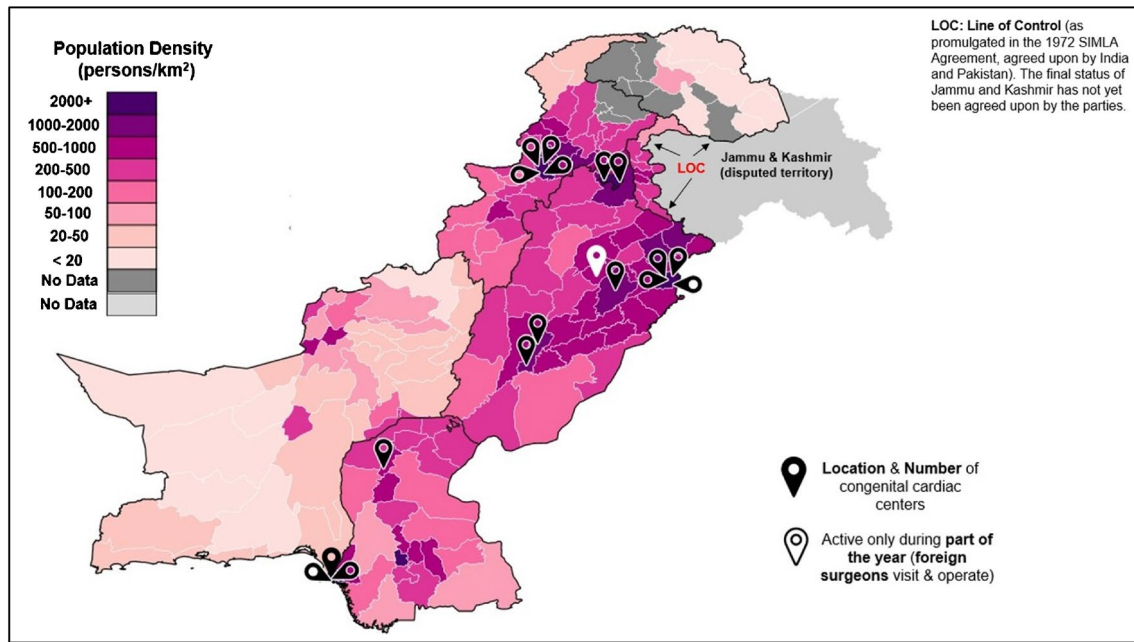 Population Density
(persons/km²)
2000+
1000-2000
500-1000
200-500
100-200
50-100
20-50
< 20
No Data
No Data
LOC: Line of Control (as
promulgated in the 1972 SIMLA
Agreement, agreed upon by India
and Pakistan). The final status of
Jammu and Kashmir has not yet
been agreed upon by the parties.
LOC
Jammu & Kashmir
(disputed territory)
Location & Number of
congenital cardiac
centers
Active only during part of
the year (foreign
surgeons visit & operate)